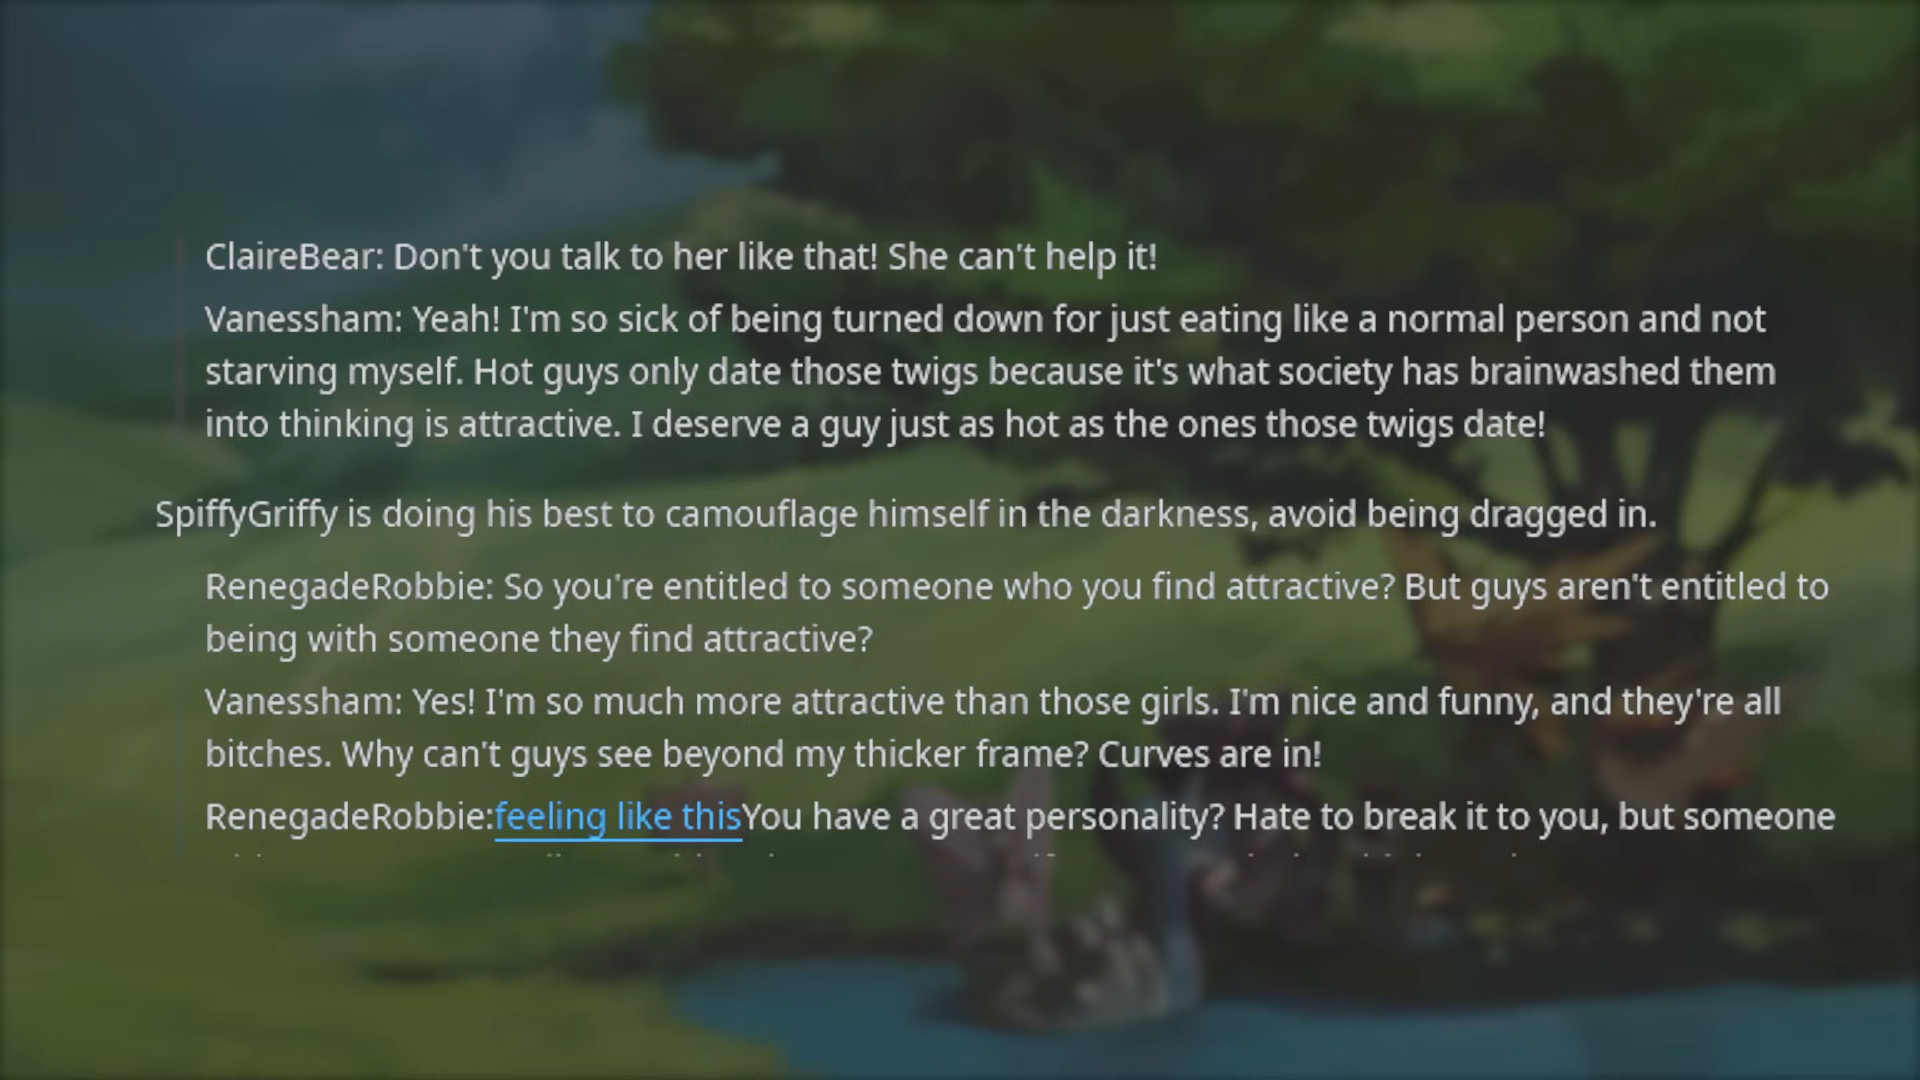 ClaireBear: Don't you talk to her like that! She can't help it!
Vanessham: Yeah! I'm so sick of being turned down for just eating like a normal person and not
starving myself. Hot guys only date those twigs because it's what society has brainwashed them
into thinking is attractive. I deserve a guy just as hot as the ones those twigs date!
SpiffyGriffy is doing his best to camouflage himself in the darkness, avoid being dragged in.
RenegadeRobbie: So you're entitled to someone who you find attractive? But guys aren't entitled to
being with someone they find attractive?
Vanessham: Yes! I'm so much more attractive than those girls. I'm nice and funny, and they're all
bitches. Why can't guys see beyond my thicker frame? Curves are in!
RenegadeRobbie:feeling like thisYou have a great personality? Hate to break it to you, but someone